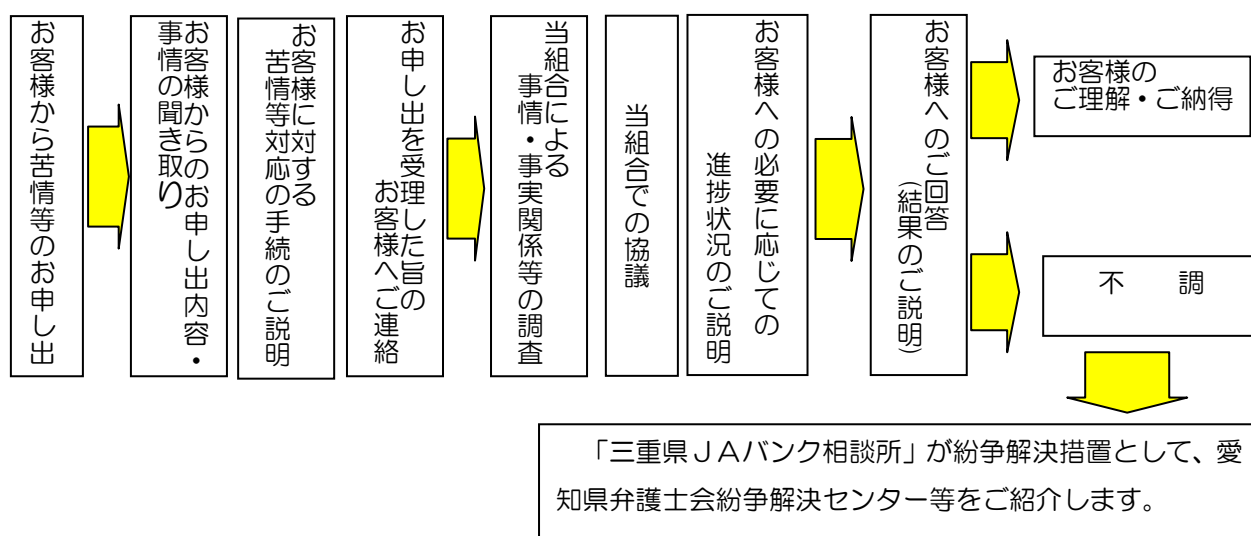 お客様から苦情等のお申し出
お客様からのお申し出内容・
事情の聞き取り
お客様に対する
苦情等対応の手続のご説明
お申し出を受理した旨の
お客様へご連絡
当組合による
事情・事実関係等の調査
当組合での協議
お客様への必要に応じての
進捗状況のご説明
お客様へのご回答
(結果のご説明)
お客様の
ご理解・ご納得
不　調
「三重県JAバンク相談所」が紛争解決措置として、愛
知県弁護士会紛争解決センター等をご紹介します。